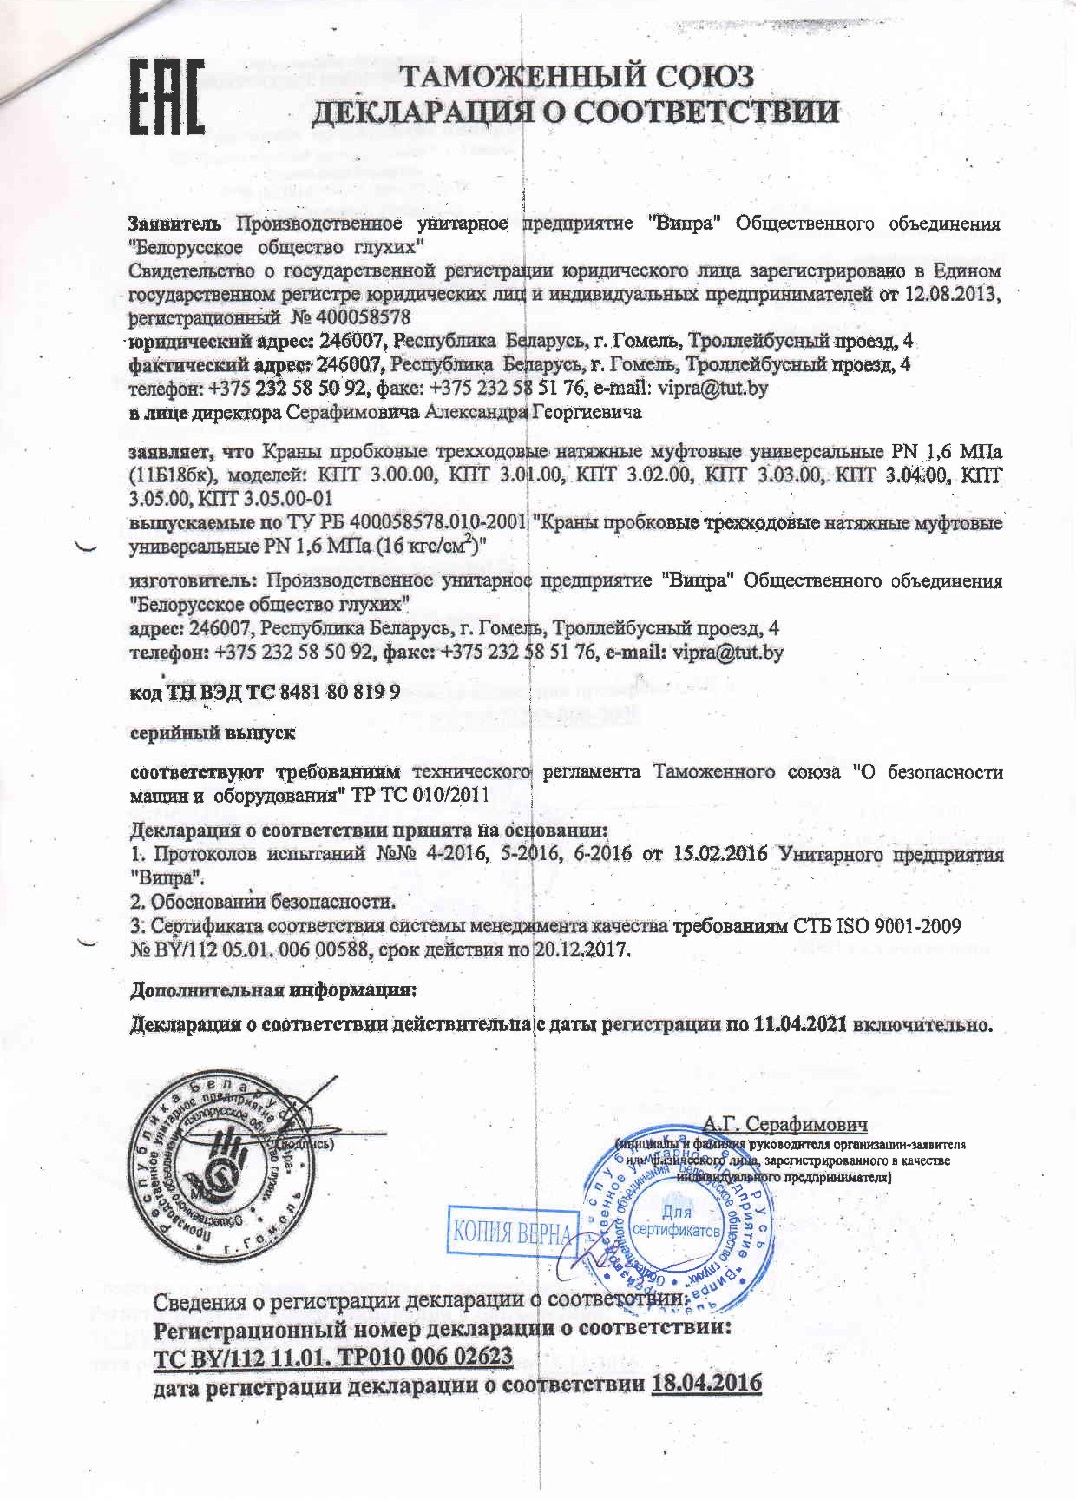 EAC
ТАМОЖЕННЫЙ СОЮЗ
ДЕКЛАРАЦИЯ О СООТВЕТСТВИИ
Заявитель Производственное унитарное предприятие "Випра" Общественного объединения
"Белорусское общество глухих"
Свидетельство о государственной регистрации юридического лица зарегистрировано в Едином
государственном регистре юридических лиц и индивидуальных предпринимателей от 12.08.2013,
регистрационный № 400058578
юридический адрес: 246007, Республика Беларусь, г. Гомель, Троллейбусный проезд, 4
фактический адрес: 246007, Республика Беларусь, г. Гомель, Троллейбусный проезд, 4
телефон: +375 232 58 50 92, факс: +375 232 58 51 76, e-mail: vipra@tut.by
в лице директора Серафимовича Александра Георгиевича
заявляет, что Краны пробковые трехходовые натяжные муфтовые универсальные PN 1,6 МПа
(11Б18бк), моделей: КПТ 3.00.00, КПТ 3.01.00, КПТ 3.02.00, КПТ 3.03.00, КПТ 3.04.00, КПТ
3.05.00, КПТ 3.05.00-01
выпускаемые по ТУ РБ 400058578.010-2001 "Краны пробковые трехходовые натяжные муфтовые
универсальные PN 1,6 МПа (16 кгс/см²)"
изготовитель: Производственное унитарное предприятие "Випра" Общественного объединения
"Белорусское общество глухих"
адрес: 246007, Республика Беларусь, г. Гомель, Троллейбусный проезд, 4
телефон: +375 232 58 50 92, факс: +375 232 58 51 76, e-mail: vipra@tut.by
код ТН ВЭД ТС 8481 80 819 9
серийный выпуск
соответствуют требованиям технического регламента Таможенного союза "О безопасности
машин и оборудования" ТР ТС 010/2011
Декларация о соответствии принята на основании:
1. Протоколов испытаний №№ 4-2016, 5-2016, 6-2016 от 15.02.2016 Унитарного предприятия
"Випра".
2. Обосновании безопасности.
3. Сертификата соответствия системы менеджмента качества требованиям СТБ ISO 9001-2009
№ BY/112 05.01. 006 00588, срок действия по 20.12.2017.
Дополнительная информация:
Декларация о соответствии действительна с даты регистрации по 11.04.2021 включительно.
Республика Беларусь
г. Гомель
Производственное унитарное предприятие "Випра"
Общественного объединения "Белорусское общество глухих"
(подпись)
А.Г. Серафимович
(инициалы и фамилия руководителя организации-заявителя
или физического лица, зарегистрированного в качестве
индивидуального предпринимателя)
КОПИЯ ВЕРНА
Для
сертификатов
Сведения о регистрации декларации о соответствии:
Регистрационный номер декларации о соответствии:
ТС BY/112 11.01. ТР010 006 02623
дата регистрации декларации о соответствии 18.04.2016